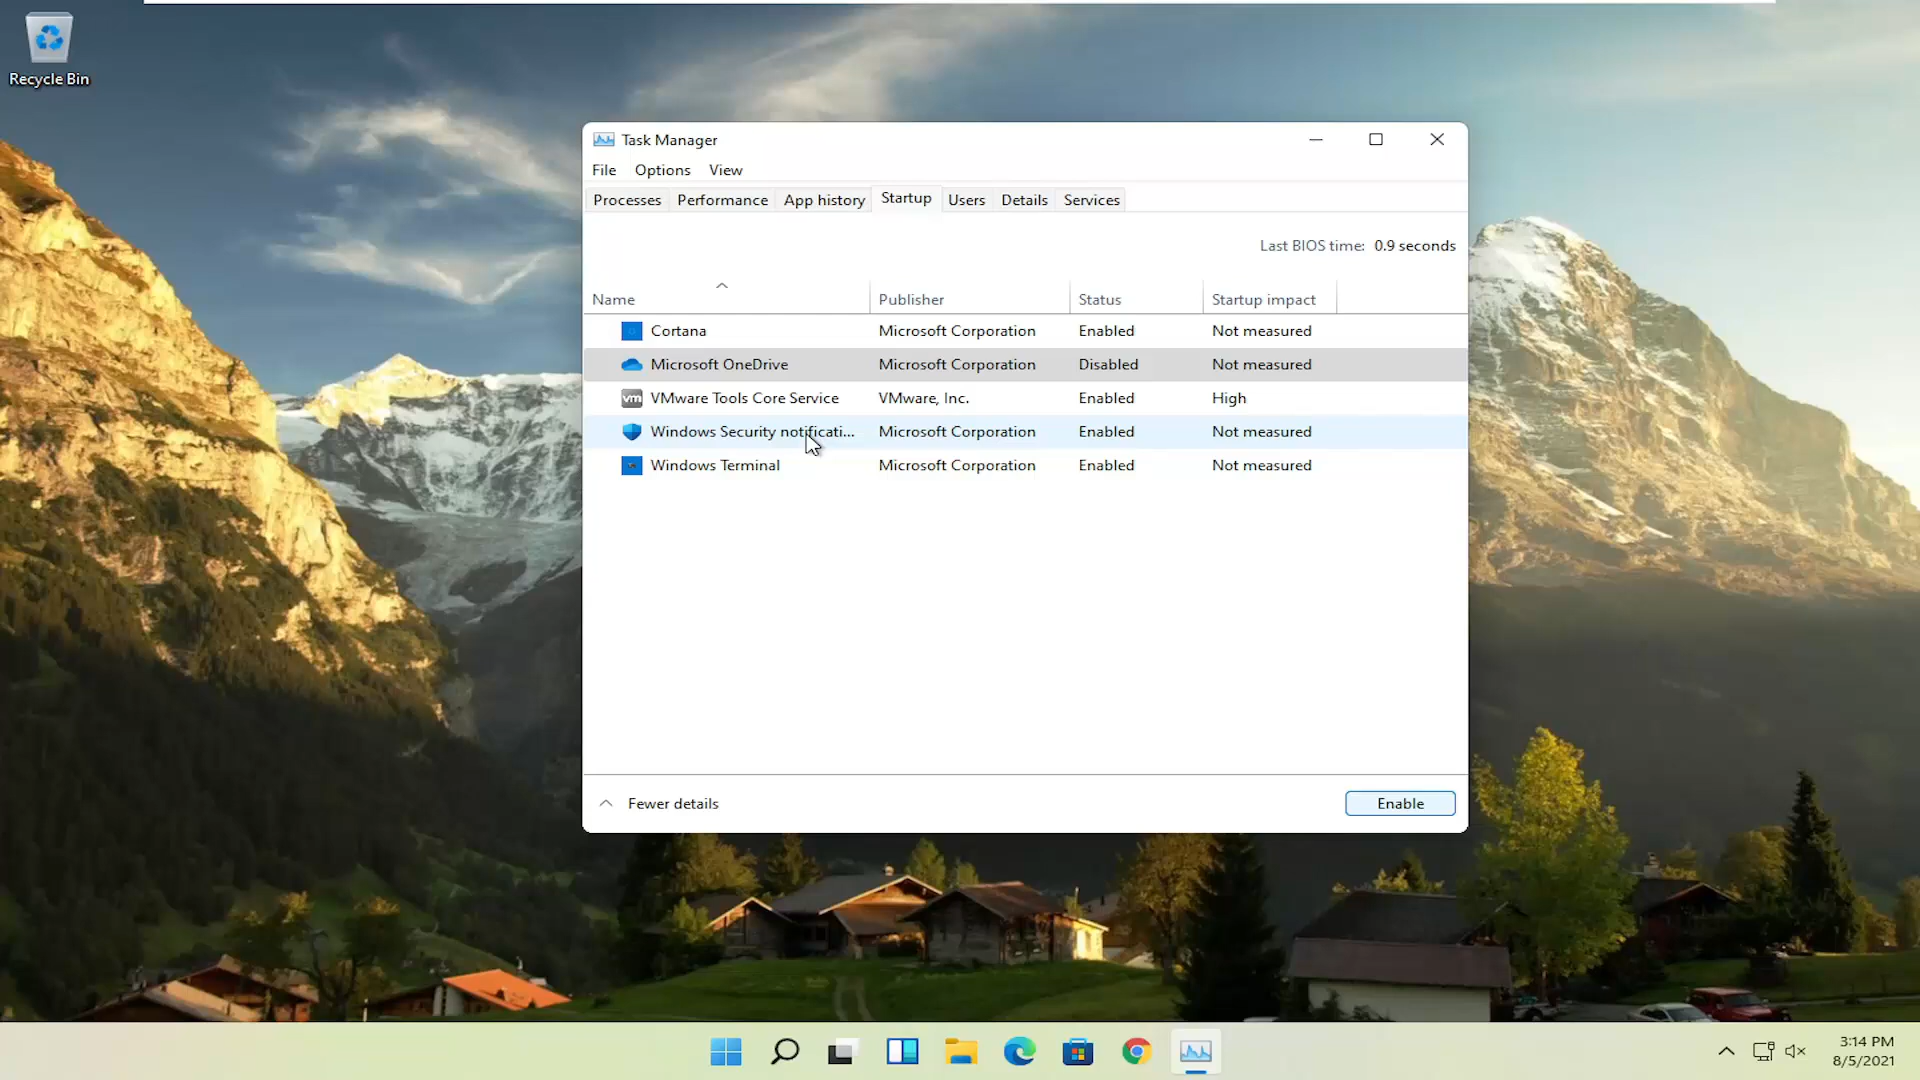 Recycle Bin
Task Manager
File Options View
Processes Performance App history Startup Users Details Services
Last BIOS time: 0.9 seconds
Name Publisher Status Startup impact
Cortana Microsoft Corporation Enabled Not measured
Microsoft OneDrive Microsoft Corporation Disabled Not measured
vm VMware Tools Core Service VMware, Inc. Enabled High
Windows Security notificati... Microsoft Corporation Enabled Not measured
Windows Terminal Microsoft Corporation Enabled Not measured
Fewer details Enable
3:14 PM
8/5/2021